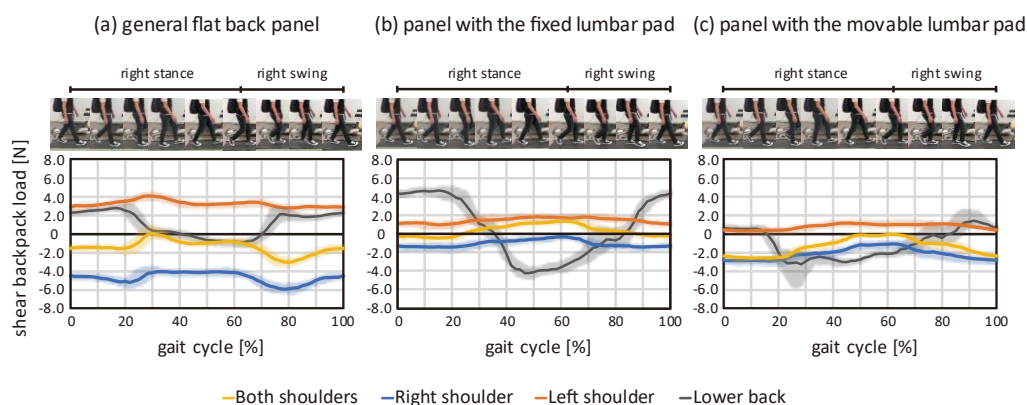 (a) general flat back panel
(b) panel with the fixed lumbar pad
(c) panel with the movable lumbar pad
right stance right swing
right stance right swing
right stance right swing
shear backpack load [N]
8.0
6.0
4.0
2.0
0
-2.0
-4.0
-6.0
-8.0
0 20 40 60 80 100
gait cycle [%]
8.0
6.0
4.0
2.0
0
-2.0
-4.0
-6.0
-8.0
0 20 40 60 80 100
gait cycle [%]
8.0
6.0
4.0
2.0
0
-2.0
-4.0
-6.0
-8.0
0 20 40 60 80 100
gait cycle [%]
Both shoulders Right shoulder Left shoulder Lower back